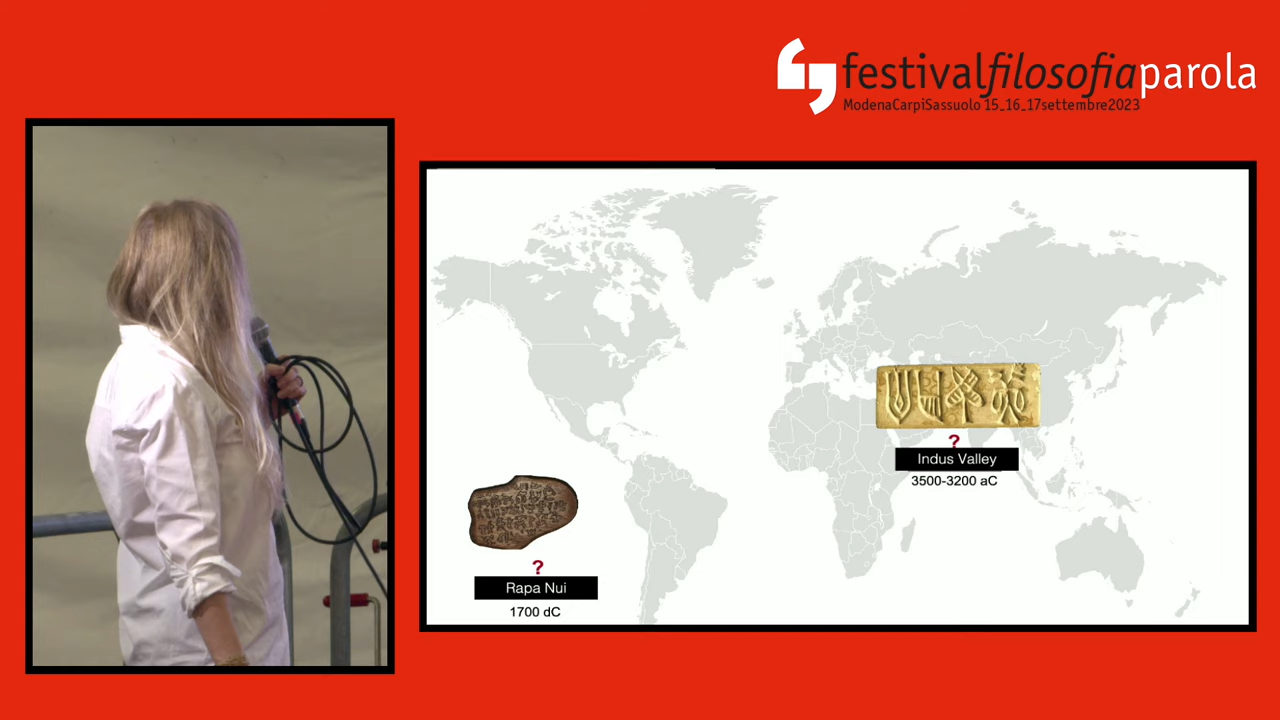 festivalfilosofiaparola
ModenaCarpiSassuolo 15_16_17settembre2023
?
Indus Valley
3500-3200 aC
?
Rapa Nui
1700 dC